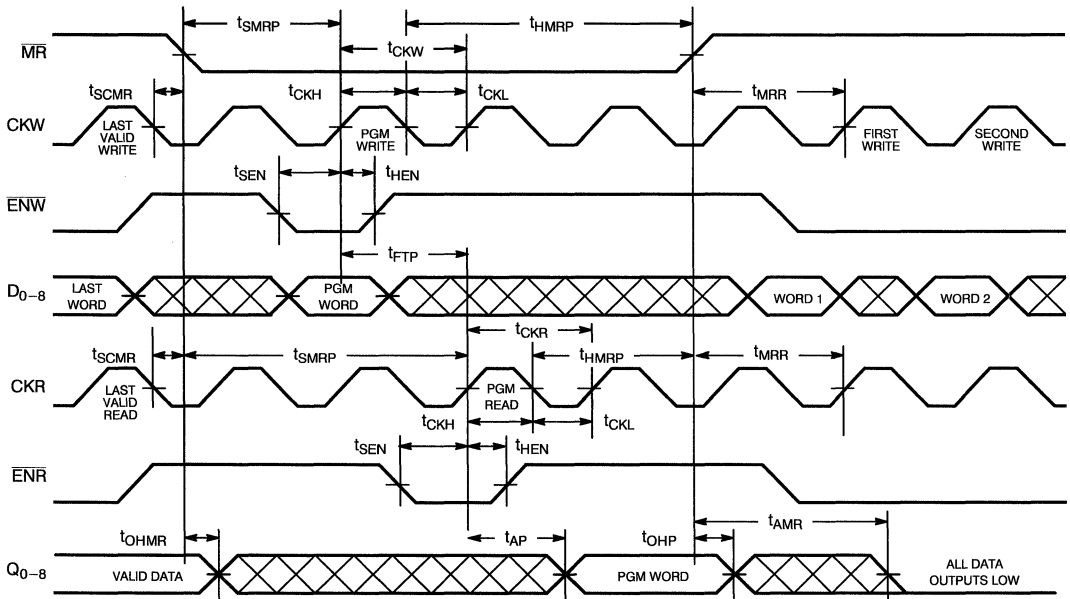 tSMRP
tHMRP
MR
tCKW
tSCMR
tCKH
tCKL
tMRR
CKW
LAST
VALID
WRITE
PGM
WRITE
FIRST
WRITE
SECOND
WRITE
tSEN
tHEN
ENW
tFTP
D0–8
LAST
WORD
PGM
WORD
WORD 1
WORD 2
tCKR
tSCMR
tSMRP
tHMRP
tMRR
CKR
LAST
VALID
READ
PGM
READ
tCKH
tCKL
tSEN
tHEN
ENR
tAMR
tOHMR
tAP
tOHP
Q0–8
VALID DATA
PGM WORD
ALL DATA
OUTPUTS LOW